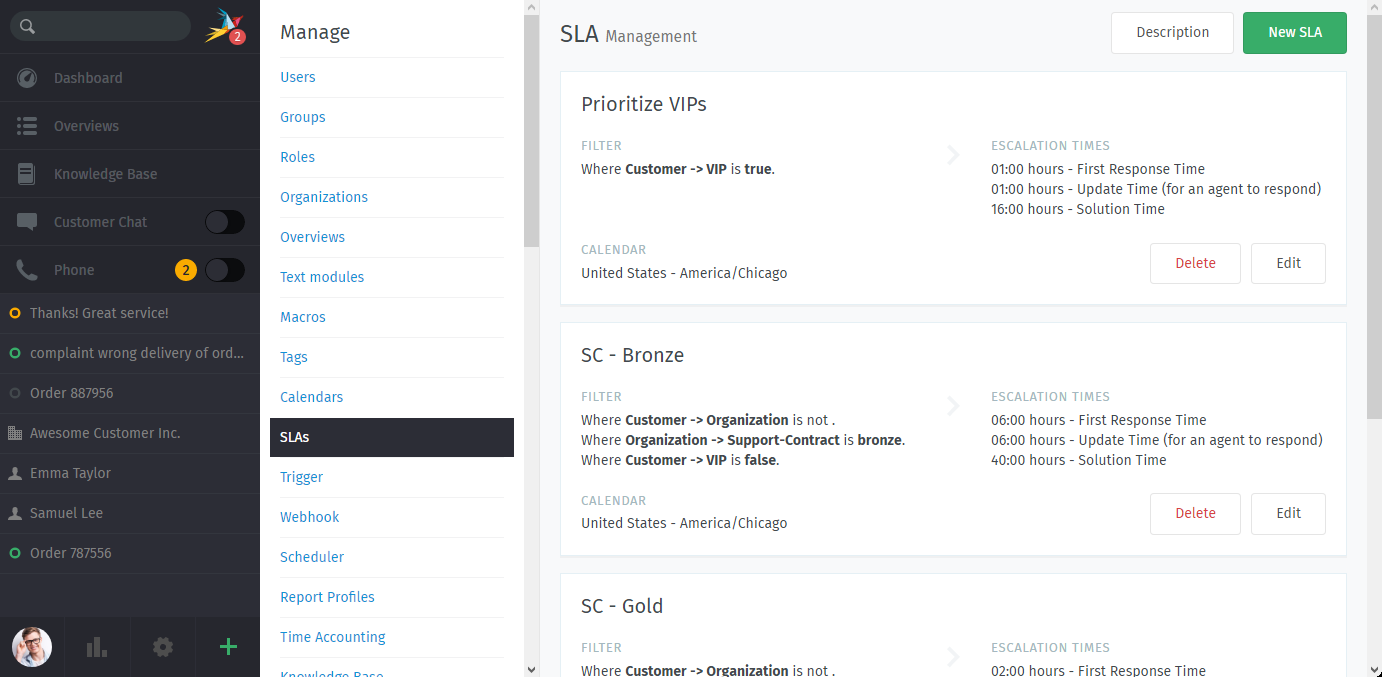 2
Dashboard
Overviews
Knowledge Base
Customer Chat
Phone 2
Thanks! Great service!
complaint wrong delivery of ord...
Order 887956
Awesome Customer Inc.
Emma Taylor
Samuel Lee
Order 787556
Manage
Users
Groups
Roles
Organizations
Overviews
Text modules
Macros
Tags
Calendars
SLAs
Trigger
Webhook
Scheduler
Report Profiles
Time Accounting
Knowledge Base
SLA Management
Description
New SLA
Prioritize VIPs
FILTER
Where Customer -> VIP is true.
ESCALATION TIMES
01:00 hours - First Response Time
01:00 hours - Update Time (for an agent to respond)
16:00 hours - Solution Time
CALENDAR
United States - America/Chicago
Delete
Edit
SC - Bronze
FILTER
Where Customer -> Organization is not .
Where Organization -> Support-Contract is bronze.
Where Customer -> VIP is false.
ESCALATION TIMES
06:00 hours - First Response Time
06:00 hours - Update Time (for an agent to respond)
40:00 hours - Solution Time
CALENDAR
United States - America/Chicago
Delete
Edit
SC - Gold
FILTER
Where Customer -> Organization is not .
ESCALATION TIMES
02:00 hours - First Response Time